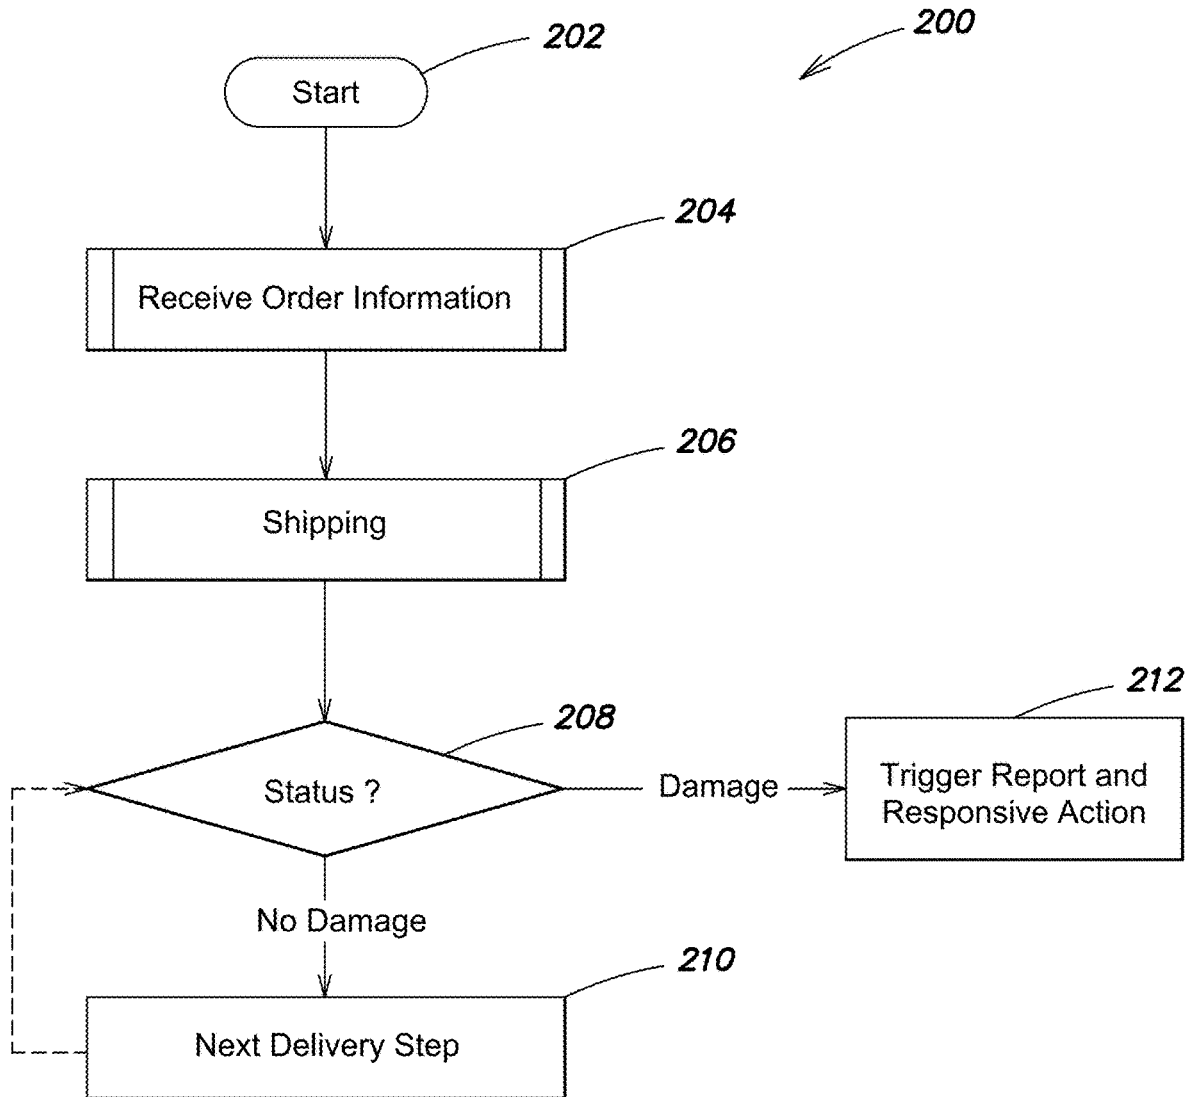 202
200
Start
204
Receive Order Information
206
Shipping
208
212
Status ?
Damage
Trigger Report and
Responsive Action
No Damage
210
Next Delivery Step